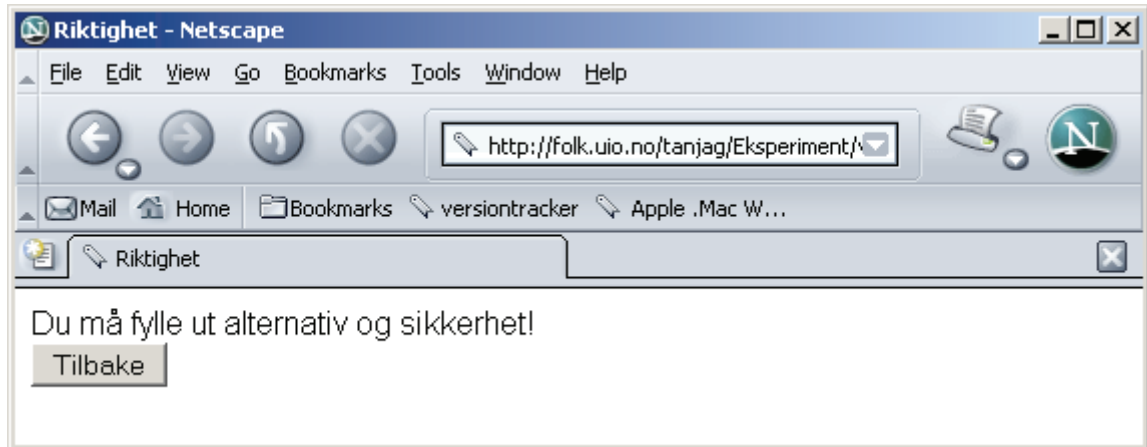 Riktighet - Netscape
File Edit View Go Bookmarks Tools Window Help
http://folk.uio.no/tanjag/Eksperiment/
N
Mail Home Bookmarks versiontracker Apple .Mac W...
Riktighet
Du må fylle ut alternativ og sikkerhet!
Tilbake